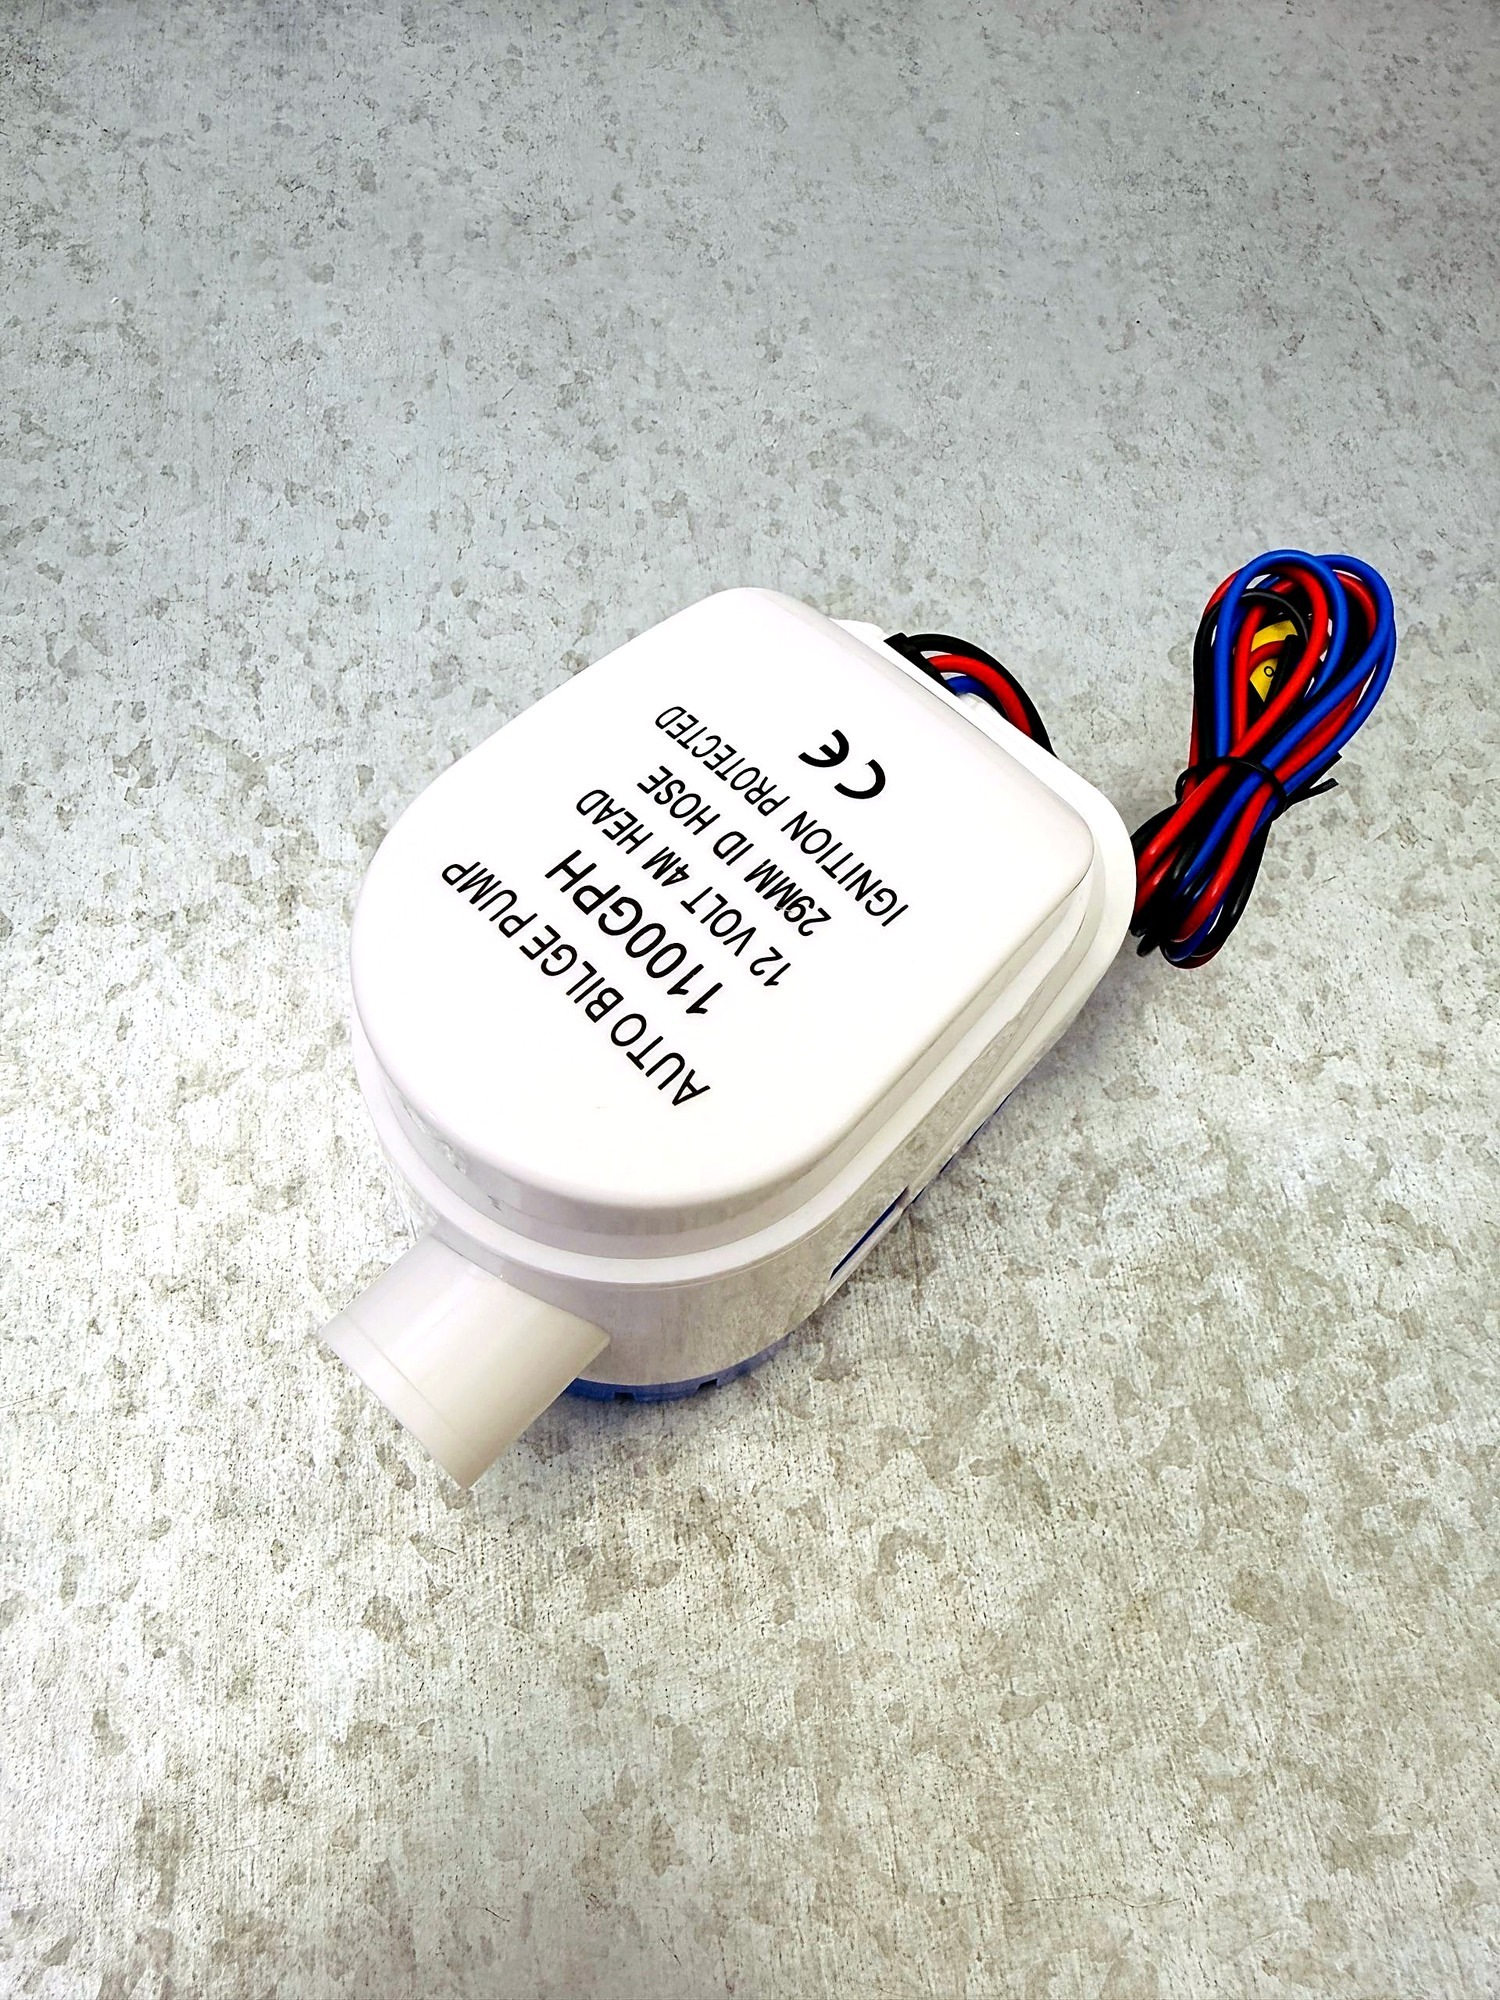 AUTO BILGE PUMP
1100GPH
12 VOLT 4M HEAD
29MM ID HOSE
IGNITION PROTECTED
CE